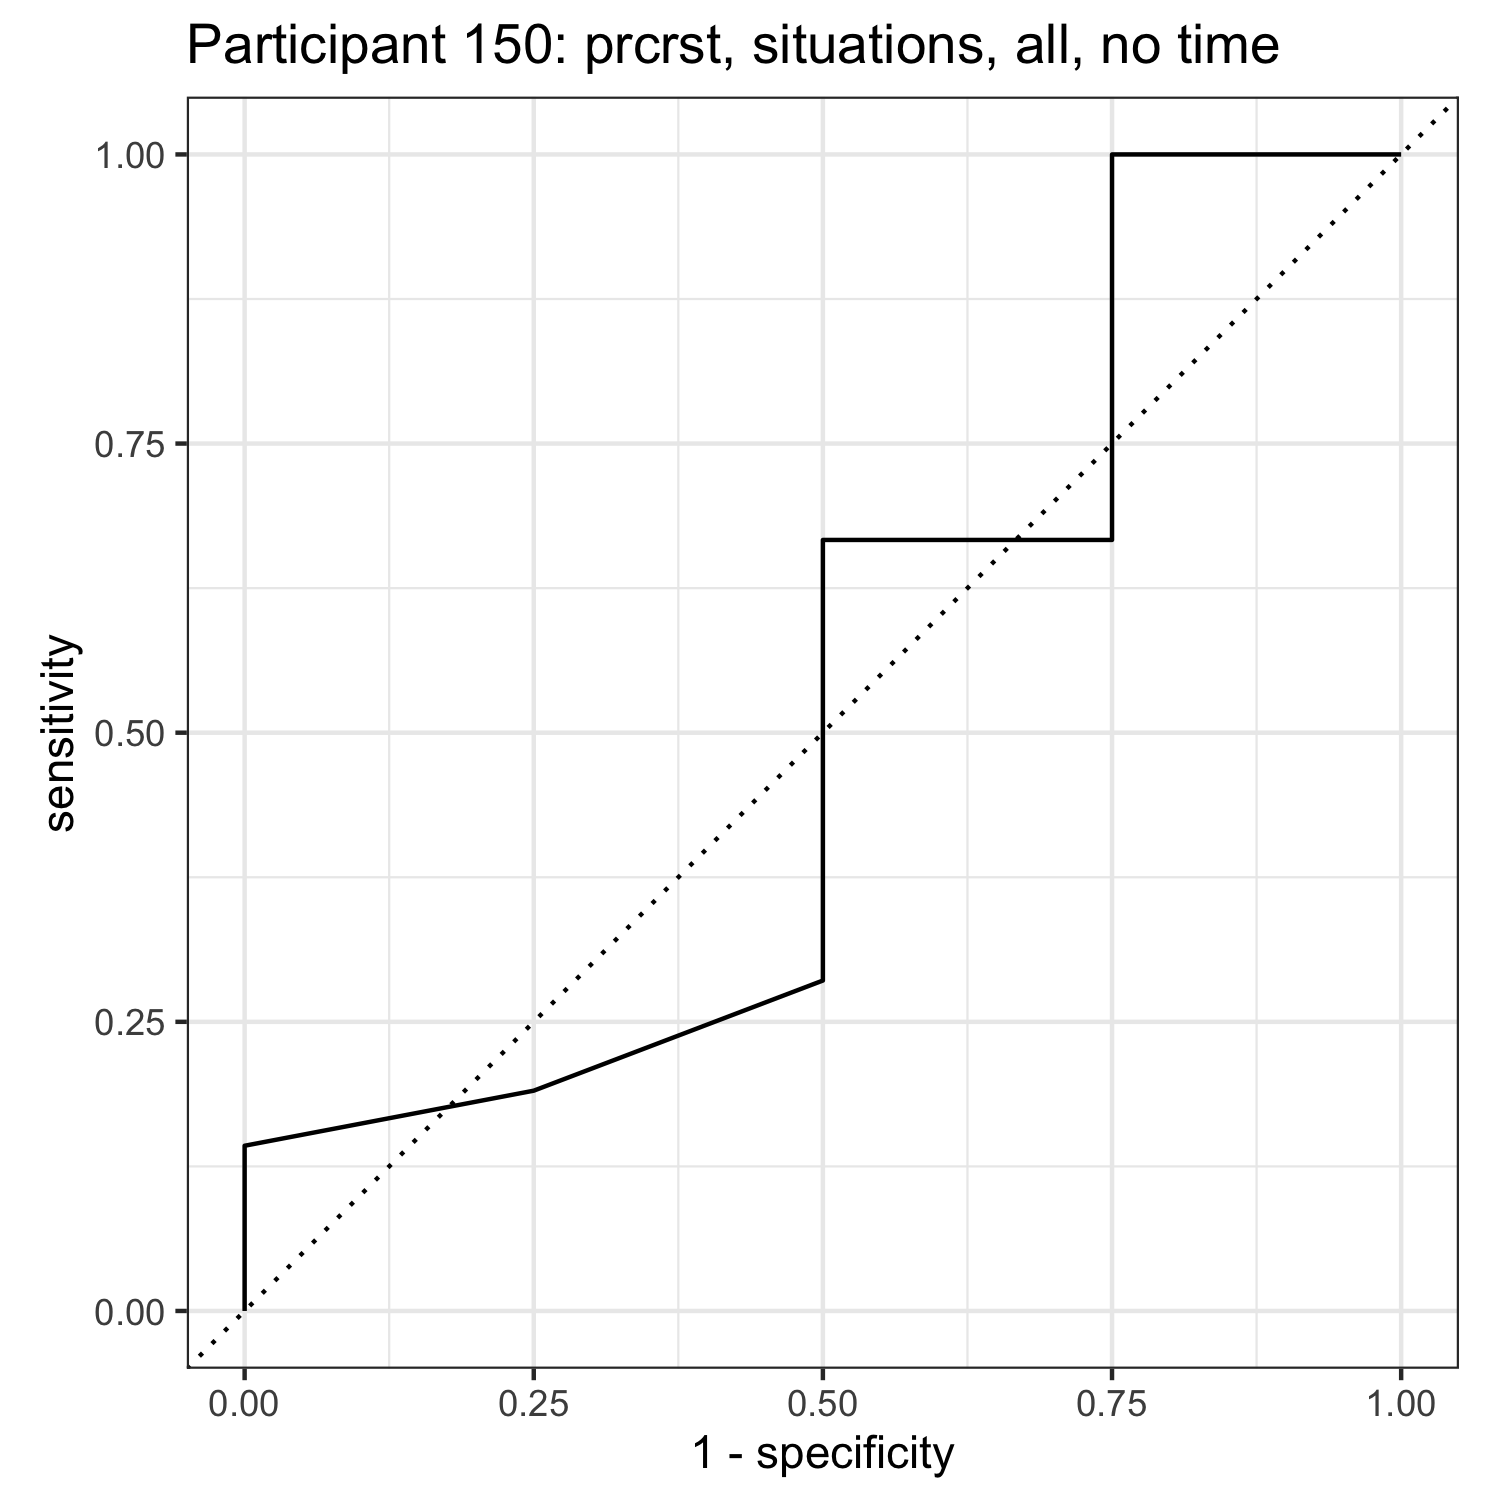 Participant 150: prcrst, situations, all, no time
sensitivity
1.00
0.75
0.50
0.25
0.00
0.00 0.25 0.50 0.75 1.00
1 - specificity